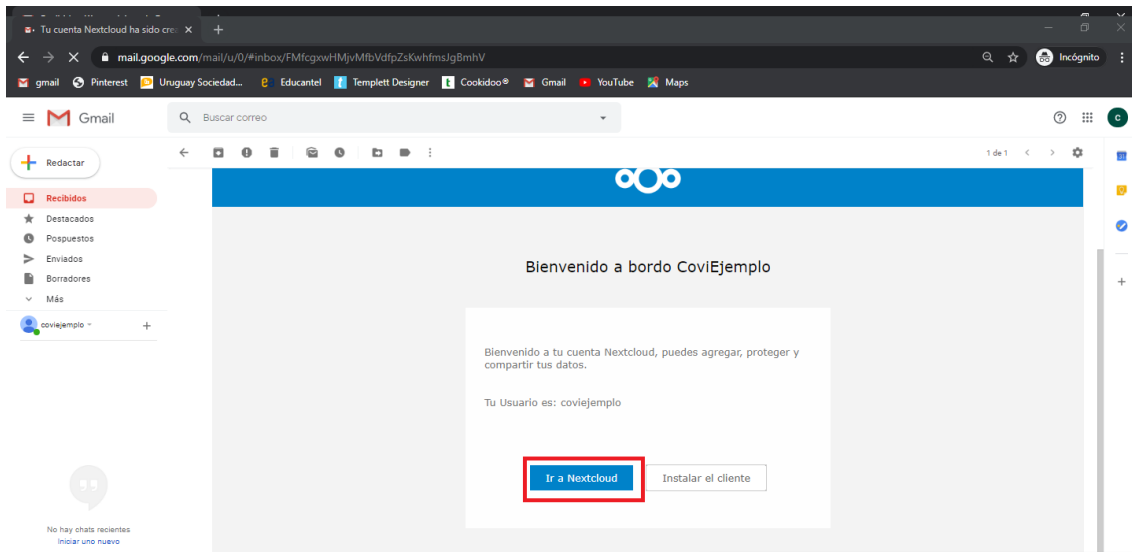 Tu cuenta Nextcloud ha sido cre
mail.google.com/mail/u/0/#inbox/FMfcgxwHMjvMfbVdfpZsKwhfmsJgBmhV
Incógnito
gmail Pinterest Uruguay Sociedad... Educantel Templett Designer Cookidoo® Gmail YouTube Maps
Gmail
Buscar correo
C
Redactar
1 de 1
Recibidos
Destacados
Pospuestos
Enviados
Borradores
Más
coviejemplo
Bienvenido a bordo CoviEjemplo
Bienvenido a tu cuenta Nextcloud, puedes agregar, proteger y
compartir tus datos.
Tu Usuario es: coviejemplo
Ir a Nextcloud
Instalar el cliente
No hay chats recientes
Iniciar uno nuevo